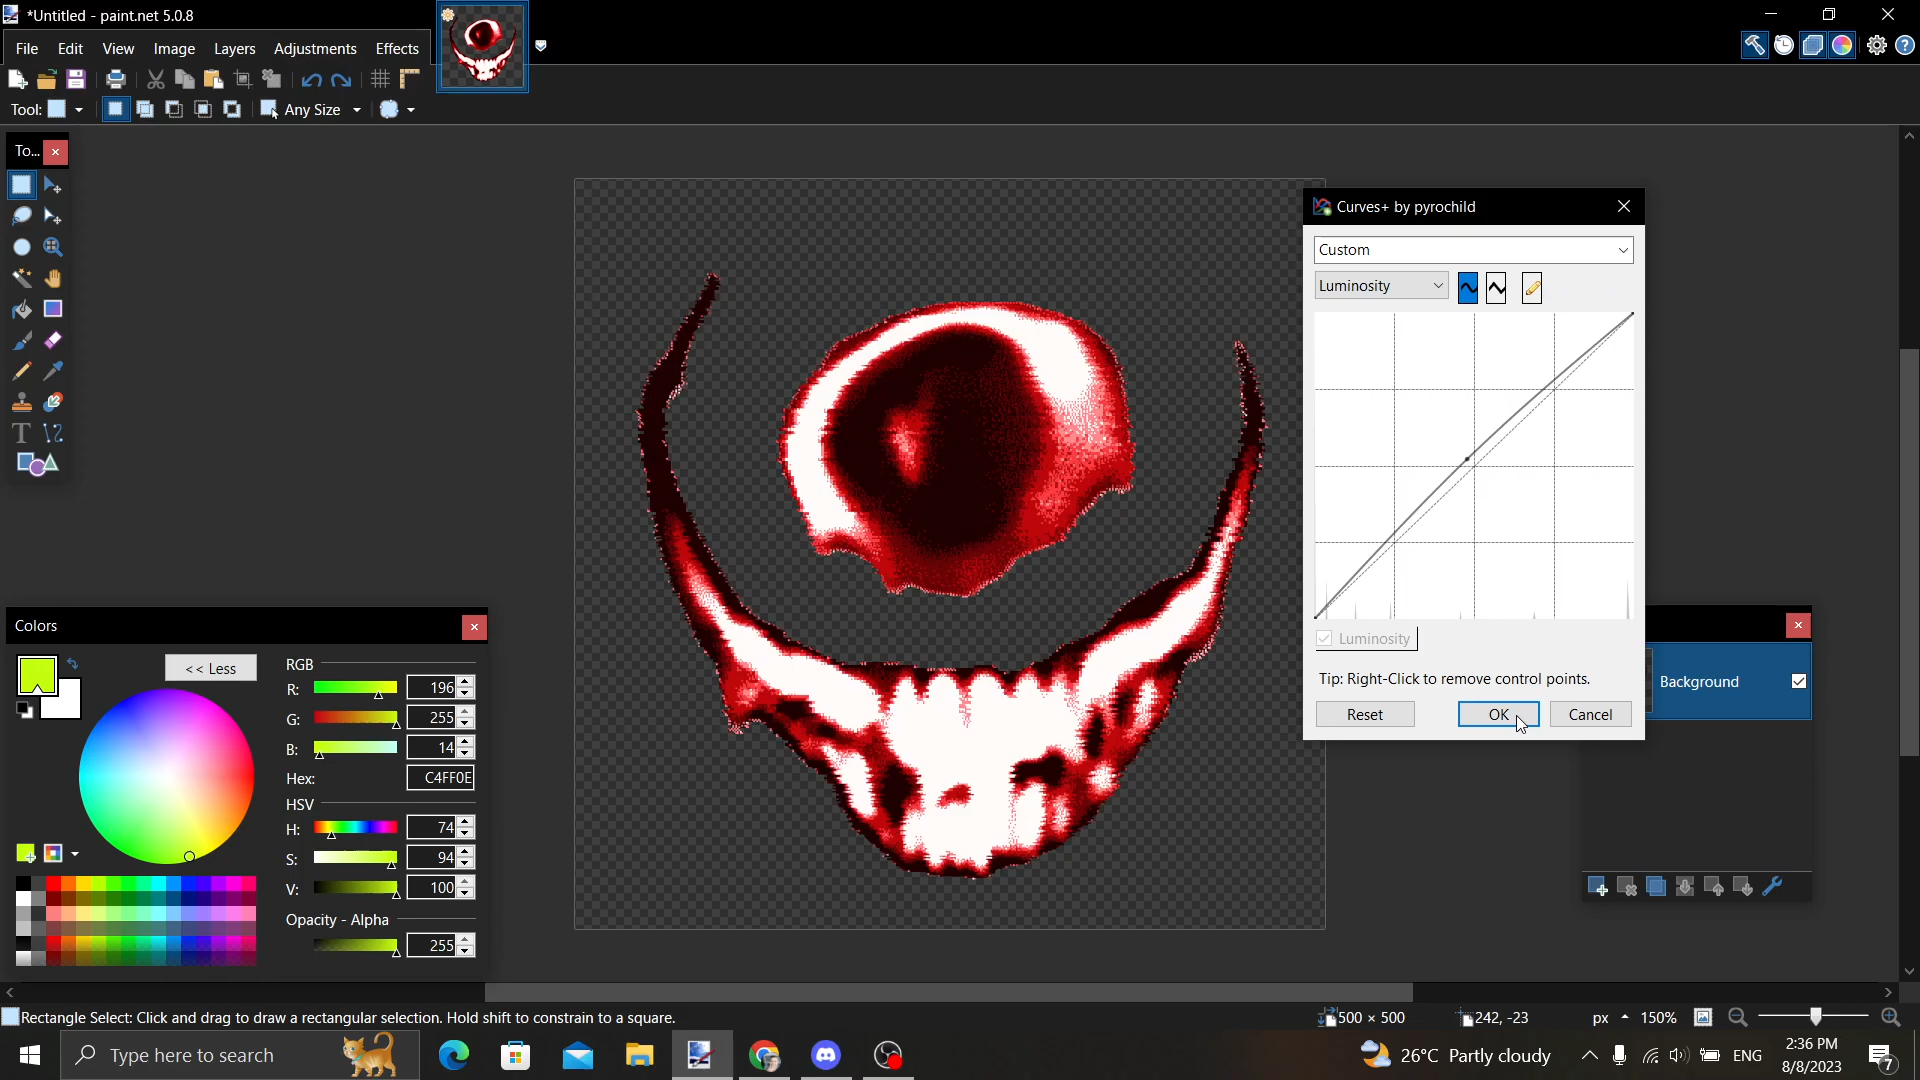 *Untitled - paint.net 5.0.8
File Edit View Image Layers Adjustments Effects
Tool: Any Size
To...
Curves+ by pyrochild
Custom
Luminosity
Luminosity
Tip: Right-Click to remove control points.
Reset OK Cancel
Background
Colors
<< Less
RGB
R: 196
G: 255
B: 14
Hex: C4FF0E
HSV
H: 74
S: 94
V: 100
Opacity - Alpha
255
Rectangle Select: Click and drag to draw a rectangular selection. Hold shift to constrain to a square.
500 × 500 242, -23 px 150%
Type here to search
26°C Partly cloudy ENG
2:36 PM
8/8/2023
7